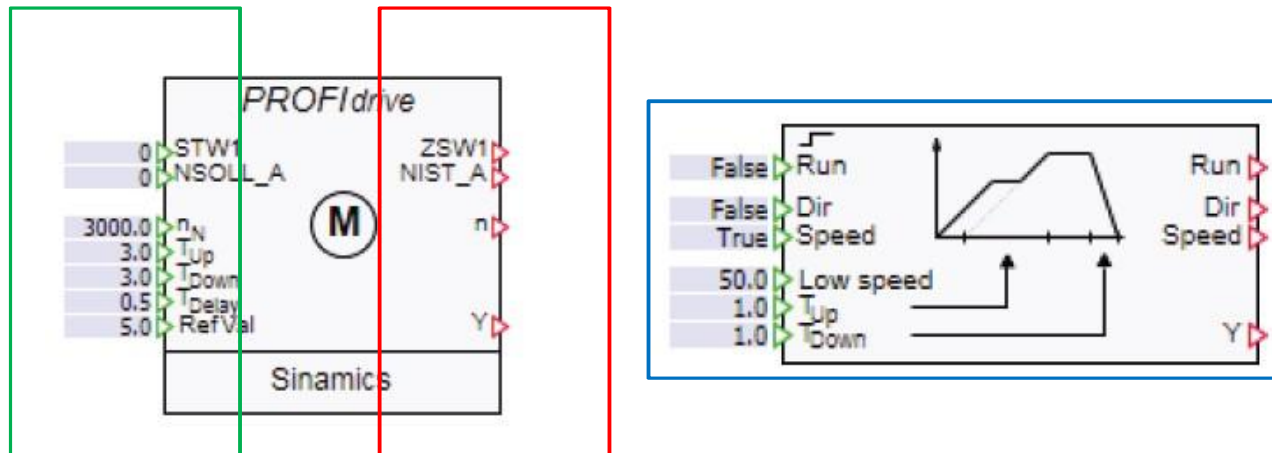 PROFIdrive
0 STW1 ZSW1
0 NSOLL_A NIST_A
3000.0 nN M n
3.0 TUp
3.0 TDown
0.5 TDelay
5.0 RefVal Y
Sinamics
False Run Run
False Dir Dir
True Speed Speed
50.0 Low speed
1.0 TUp
1.0 TDown Y